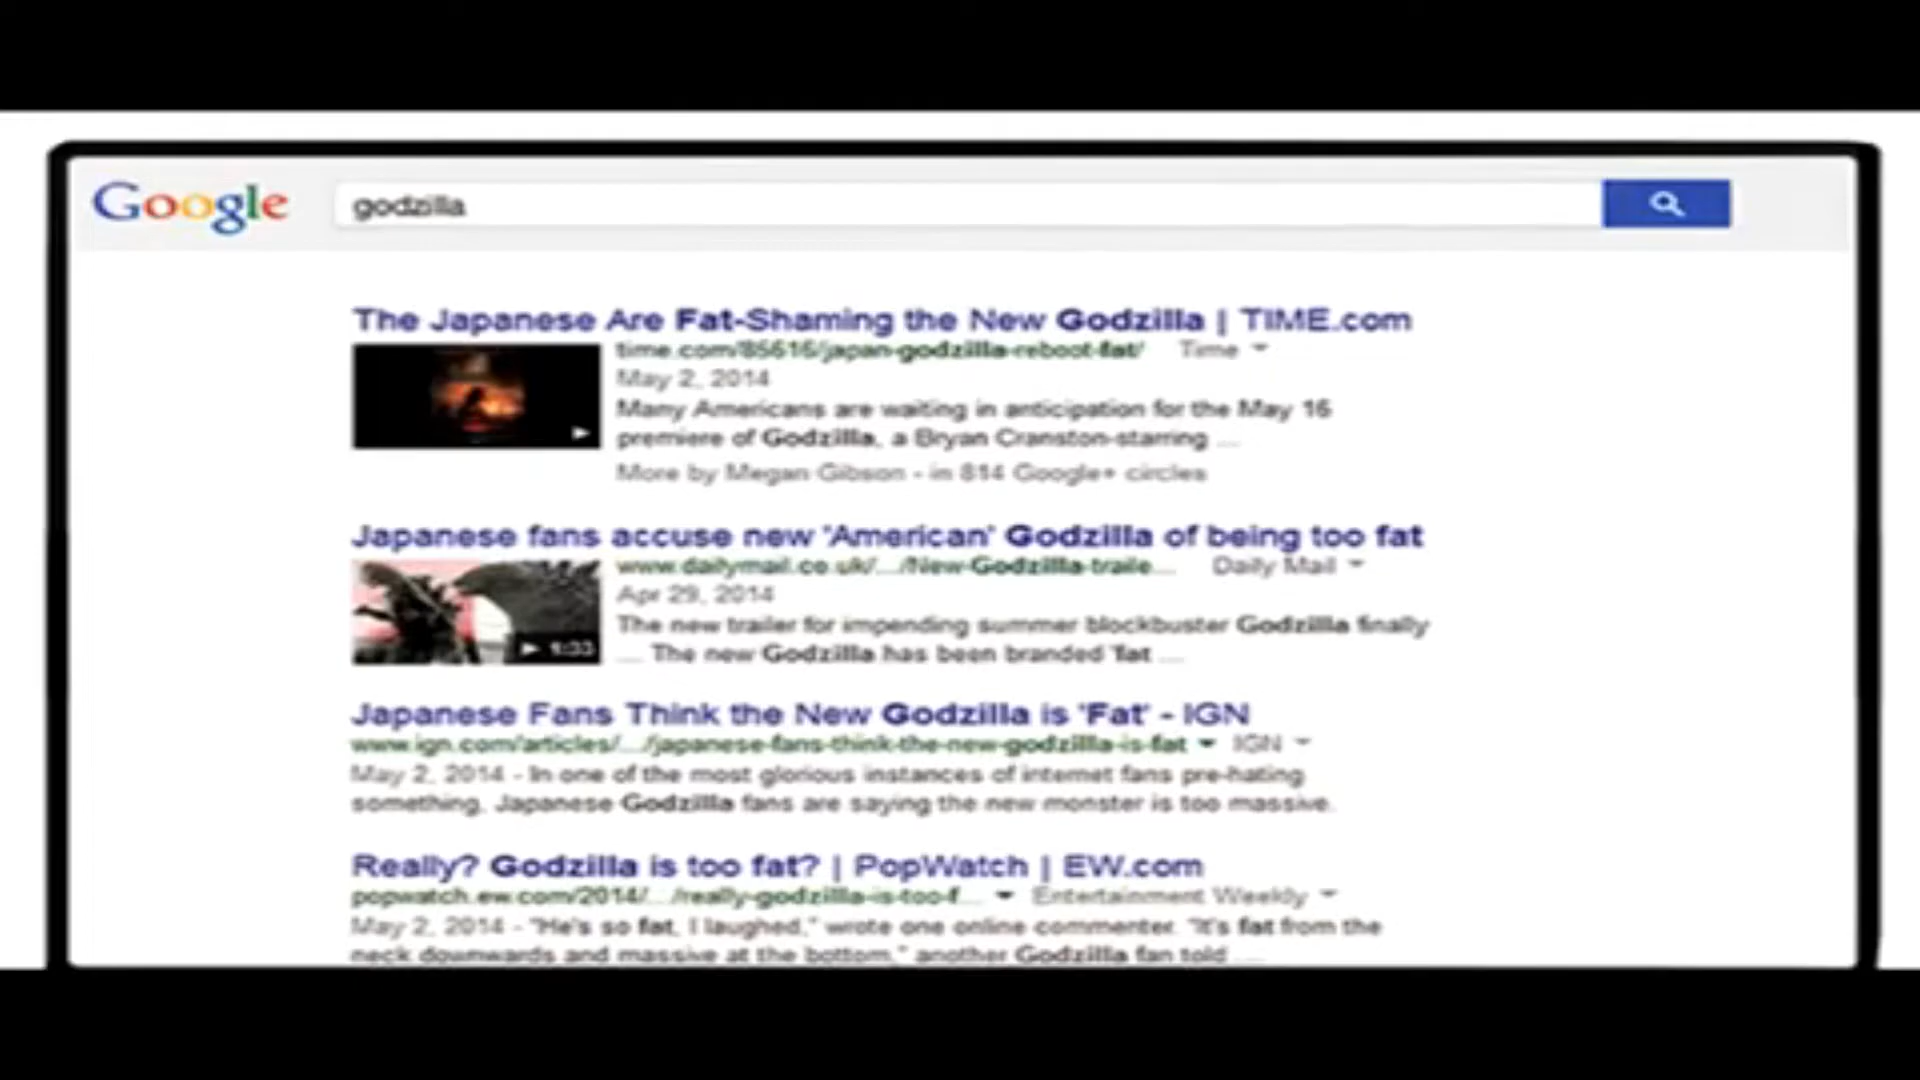 Google
godzilla
The Japanese Are Fat-Shaming the New Godzilla | TIME.com
time.com/85616/japan-godzilla-reboot-fat/ Time
May 2, 2014
Many Americans are waiting in anticipation for the May 16
premiere of Godzilla, a Bryan Cranston-starring ...
More by Megan Gibson - in 814 Google+ circles
Japanese fans accuse new 'American' Godzilla of being too fat
www.dailymail.co.uk/.../New-Godzilla-traile... Daily Mail
Apr 29, 2014
The new trailer for impending summer blockbuster Godzilla finally
... The new Godzilla has been branded 'fat ...
Japanese Fans Think the New Godzilla is 'Fat' - IGN
www.ign.com/articles/.../japanese-fans-think-the-new-godzilla-is-fat IGN
May 2, 2014 - In one of the most glorious instances of internet fans pre-hating
something, Japanese Godzilla fans are saying the new monster is too massive.
Really? Godzilla is too fat? | PopWatch | EW.com
popwatch.ew.com/2014/.../really-godzilla-is-too-f... Entertainment Weekly
May 2, 2014 - "He's so fat, I laughed," wrote one online commenter. "It's fat from the
neck downwards and massive at the bottom," another Godzilla fan told ...